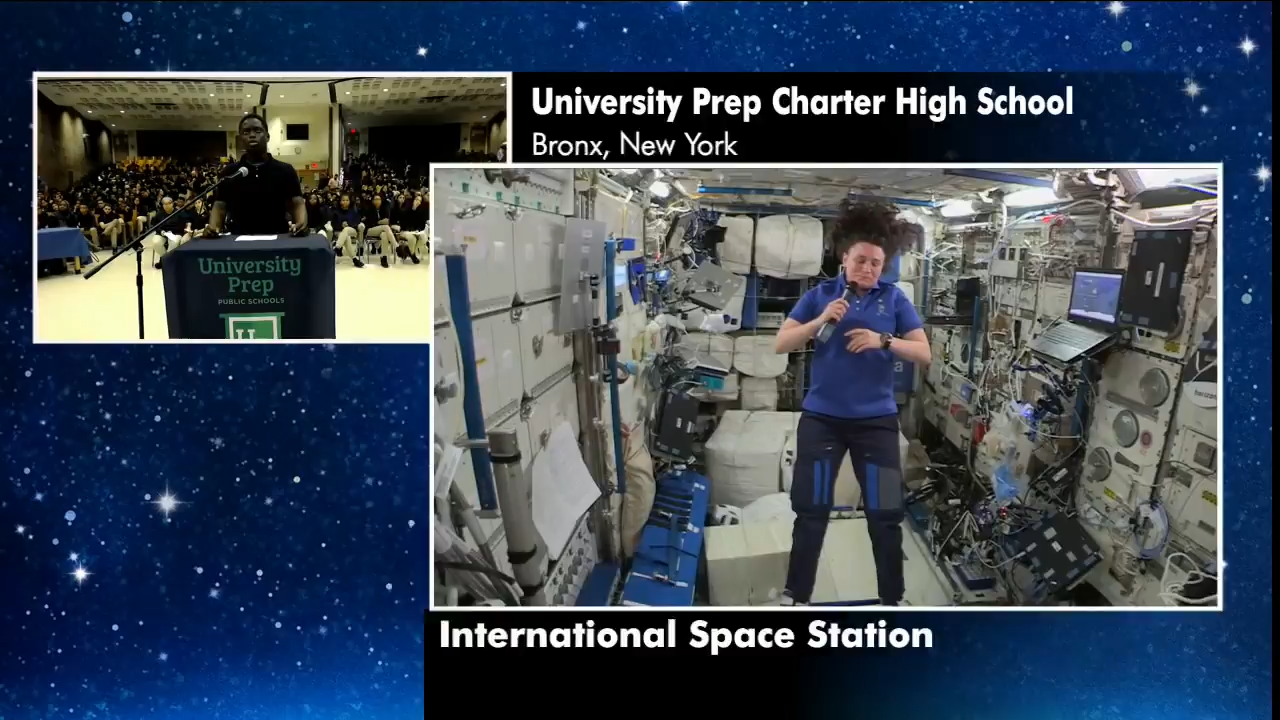 University Prep Charter High School
Bronx, New York
University
Prep
PUBLIC SCHOOLS
International Space Station